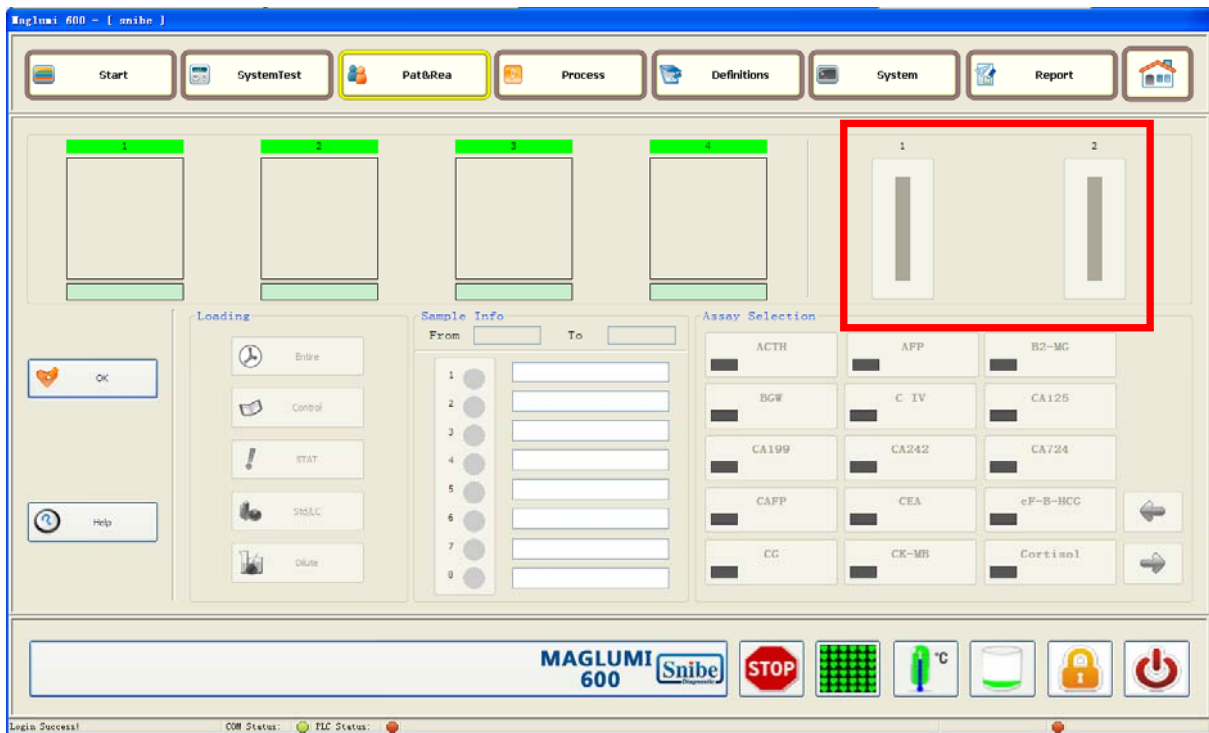 Maglumi 600 - [ snibe ]
Start
SystemTest
Pat&Rea
Process
Definitions
System
Report
1
2
3
4
1
2
Loading
Entire
Control
STAT
Std/LC
Dilute
OK
Help
Sample Info
From
To
1
2
3
4
5
6
7
8
Assay Selection
ACTH
AFP
B2-MG
BGW
C IV
CA125
CA199
CA242
CA724
CAFP
CEA
cF-B-HCG
CG
CK-MB
Cortisol
MAGLUMI
600
Snibe
Diagnostic
STOP
°C
Login Success!
COM Status:
PLC Status: